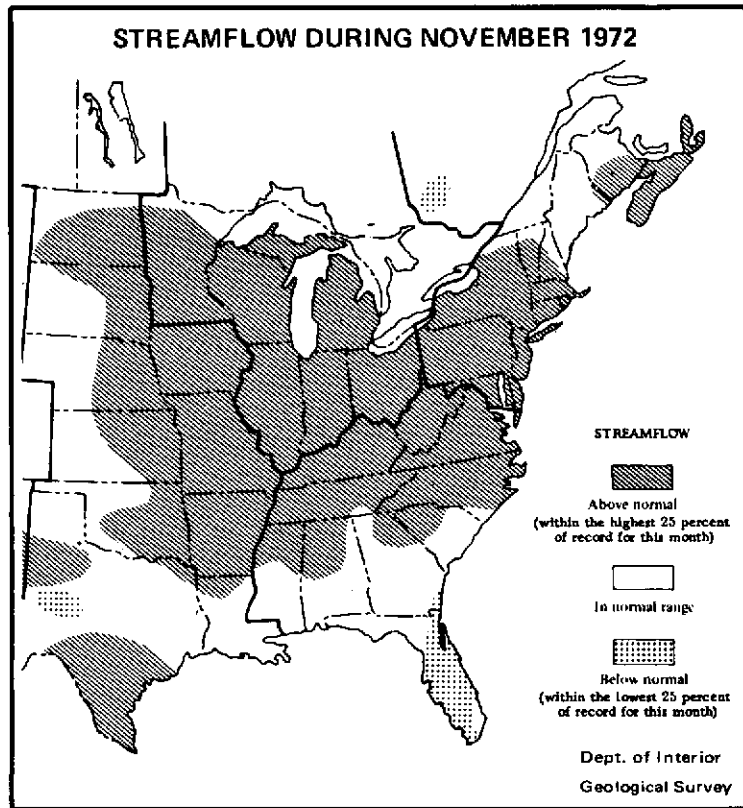 STREAMFLOW DURING NOVEMBER 1972
STREAMFLOW
Above normal
(within the highest 25 percent
of record for this month)
In normal range
Below normal
(within the lowest 25 percent
of record for this month)
Dept. of Interior
Geological Survey